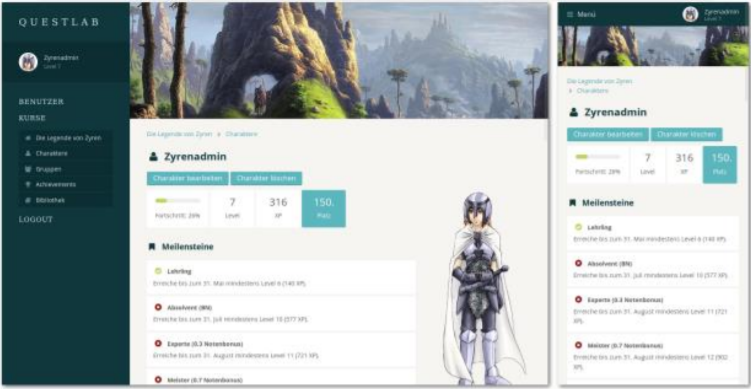 QUESTLAB
Zyrenadmin
Level 7
BENUTZER
KURSE
Die Legende von Zyren
Charaktere
Gruppen
Achievements
Bibliothek
LOGOUT
Die Legende von Zyren > Charaktere
Zyrenadmin
Charakter bearbeiten Charakter löschen
Fortschritt: 26%
7
Level
316
XP
150.
Platz
Meilensteine
Lehrling
Erreiche bis zum 31. Mai mindestens Level 6 (140 XP).
Absolvent (BN)
Erreiche bis zum 31. Juli mindestens Level 10 (577 XP).
Experte (0.3 Notenbonus)
Erreiche bis zum 31. August mindestens Level 11 (721 XP).
Meister (0.7 Notenbonus)
Menü
Zyrenadmin
Level 7
Die Legende von Zyren
> Charaktere
Zyrenadmin
Charakter bearbeiten Charakter löschen
Fortschritt: 26%
7
Level
316
XP
150.
Platz
Meilensteine
Lehrling
Erreiche bis zum 31. Mai mindestens Level 6 (140 XP).
Absolvent (BN)
Erreiche bis zum 31. Juli mindestens Level 10 (577 XP).
Experte (0.3 Notenbonus)
Erreiche bis zum 31. August mindestens Level 11 (721
XP).
Meister (0.7 Notenbonus)
Erreiche bis zum 31. August mindestens Level 12 (902
XP).